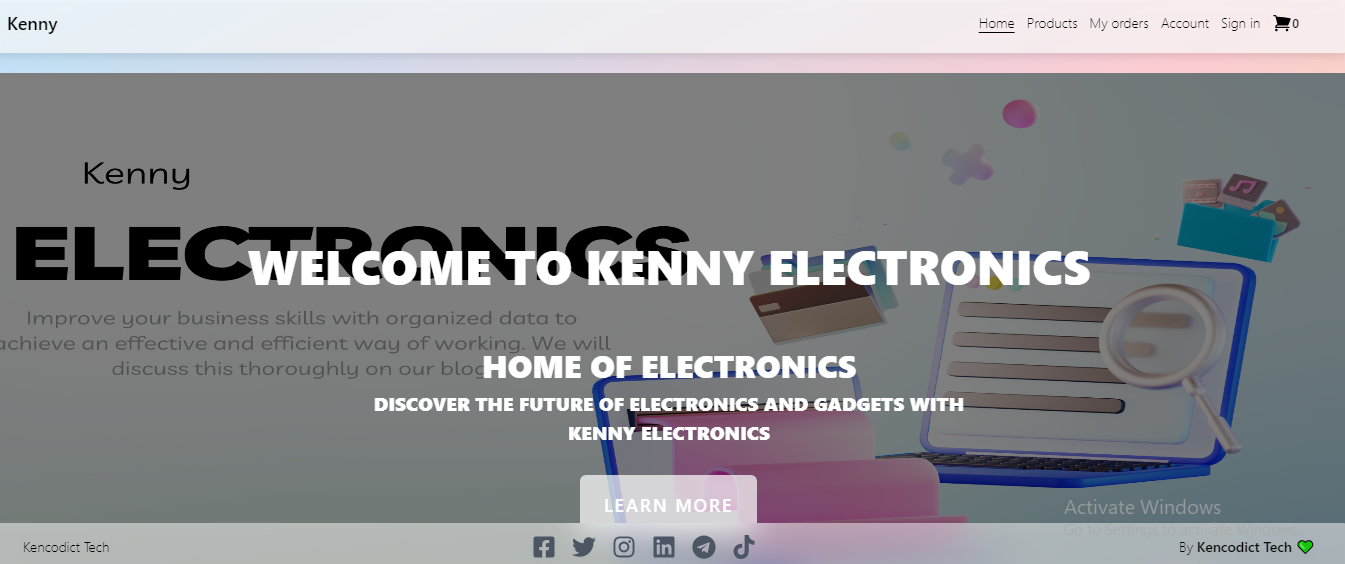 Kenny
Home Products My orders Account Sign in 0
Kenny
ELECTRONICS
WELCOME TO KENNY ELECTRONICS
Improve your business skills with organized data to
achieve an effective and efficient way of working. We will
discuss this thoroughly on our blog
HOME OF ELECTRONICS
DISCOVER THE FUTURE OF ELECTRONICS AND GADGETS WITH
KENNY ELECTRONICS
LEARN MORE
Activate Windows
Go to Settings to activate Windows.
Kencodict Tech
By Kencodict Tech